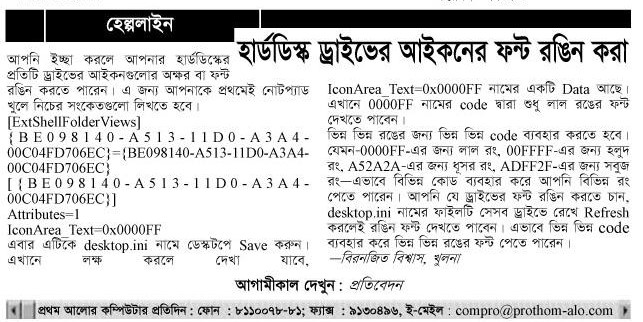 হেল্পলাইন
হার্ডডিস্ক ড্রাইভের আইকনের ফন্ট রঙিন করা
আপনি ইচ্ছা করলে আপনার হার্ডডিস্কের
প্রতিটি ড্রাইভের আইকনগুলোর অক্ষর বা ফন্ট
রঙিন করতে পারেন। এ জন্য আপনাকে প্রথমেই নোটপ্যাড
খুলে নিচের সংকেতগুলো লিখতে হবে।
[ExtShellFolderViews]
{BE098140-A513-11D0-A3A4-
00C04FD706EC}={BE098140-A513-11D0-A3A4-
00C04FD706EC}
[{BE098140-A513-11D0-A3A4-
00C04FD706EC}]
Attributes=1
IconArea_Text=0x0000FF
এবার এটিকে desktop.ini নামে ডেস্কটপে Save করুন।
এখানে লক্ষ করলে দেখা যাবে,
IconArea_Text=0x0000FF নামের একটি Data আছে।
এখানে 0000FF নামের code দ্বারা শুধু লাল রঙের ফন্ট
দেখতে পাবেন।
ভিন্ন ভিন্ন রঙের জন্য ভিন্ন ভিন্ন code ব্যবহার করতে হবে।
যেমন-0000FF-এর জন্য লাল রং, 00FFFF-এর জন্য হলুদ
রং, A52A2A-এর জন্য ধূসর রং, ADFF2F-এর জন্য সবুজ
রং—এভাবে বিভিন্ন কোড ব্যবহার করে আপনি বিভিন্ন রং
পেতে পারেন। আপনি যে ড্রাইভের ফন্ট রঙিন করতে চান,
desktop.ini নামের ফাইলটি সেসব ড্রাইভে রেখে Refresh
করলেই রঙিন ফন্ট দেখতে পাবেন। এভাবে ভিন্ন ভিন্ন code
ব্যবহার করে ভিন্ন ভিন্ন রঙের ফন্ট পেতে পারেন।
—বিরনজিত বিশ্বাস, খুলনা
আগামীকাল দেখুন : প্রতিবেদন
প্রথম আলোর কম্পিউটার প্রতিদিন : ফোন : ৮১১০০৭৮-৮১; ফ্যাক্স : ৯১৩০৪৯৬, ই-মেইল : compro@prothom-alo.com